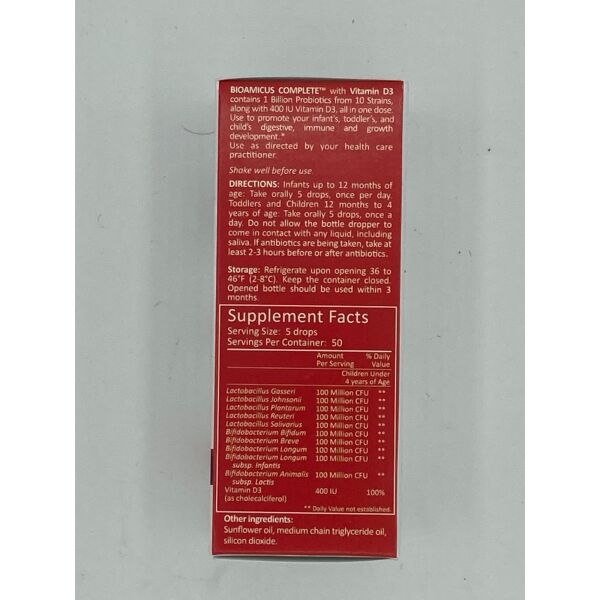 BIOAMICUS COMPLETE™ with Vitamin D3
contains 1 Billion Probiotics from 10 Strains,
along with 400 IU Vitamin D3, all in one dose.
Use to promote your infant's, toddler's, and
child's digestive, immune and growth
development.*
Use as directed by your health care
practitioner.
Shake well before use.
DIRECTIONS: Infants up to 12 months of
age: Take orally 5 drops, once per day.
Toddlers and Children 12 months to 4
years of age: Take orally 5 drops, once a
day. Do not allow the bottle dropper to
come in contact with any liquid, including
saliva. If antibiotics are being taken, take at
least 2-3 hours before or after antibiotics.
Storage: Refrigerate upon opening 36 to
46°F (2-8°C). Keep the container closed.
Opened bottle should be used within 3
months.
Supplement Facts
Serving Size: 5 drops
Servings Per Container: 50
Amount Per Serving % Daily Value
Children Under
4 years of Age
Lactobacillus Gasseri 100 Million CFU **
Lactobacillus Johnsonii 100 Million CFU **
Lactobacillus Plantarum 100 Million CFU **
Lactobacillus Reuteri 100 Million CFU **
Lactobacillus Salivarius 100 Million CFU **
Bifidobacterium Bifidum 100 Million CFU **
Bifidobacterium Breve 100 Million CFU **
Bifidobacterium Longum 100 Million CFU **
Bifidobacterium Longum 100 Million CFU **
subsp. Infantis
Bifidobacterium Animalis 100 Million CFU **
subsp. Lactis
Vitamin D3 400 IU 100%
(as cholecalciferol)
** Daily Value not established.
Other ingredients:
Sunflower oil, medium chain triglyceride oil,
silicon dioxide.